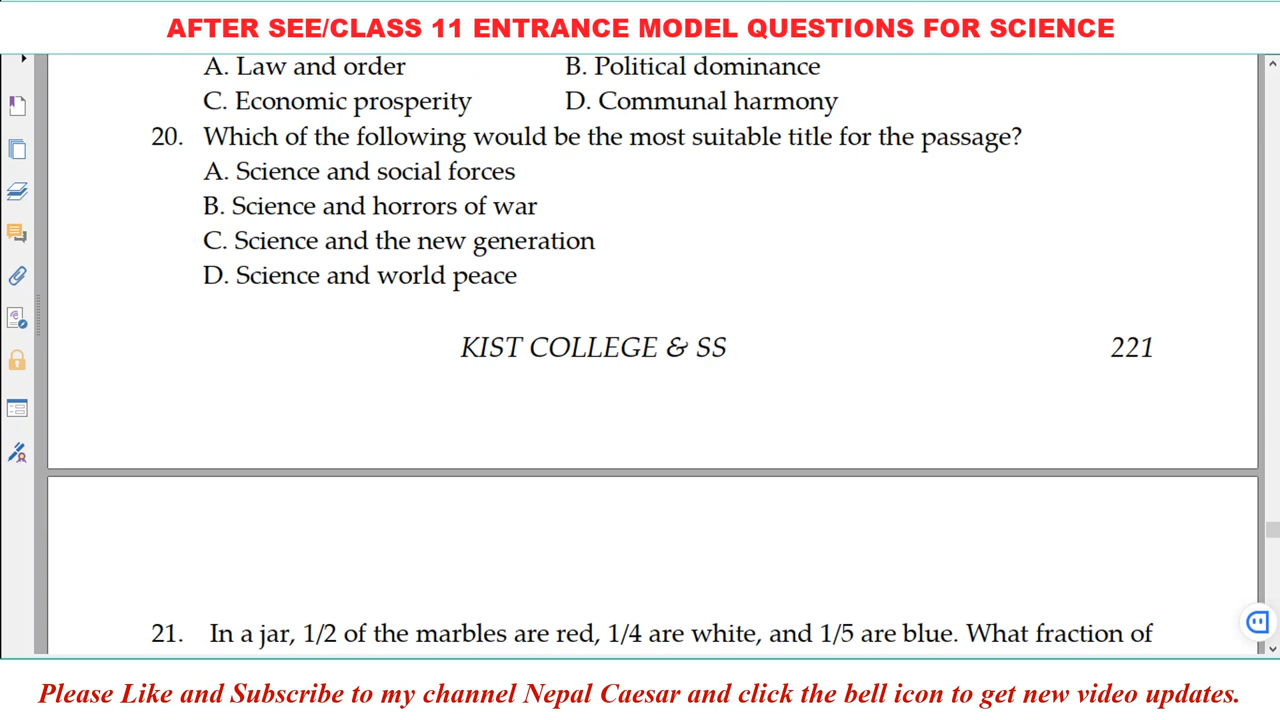 AFTER SEE/CLASS 11 ENTRANCE MODEL QUESTIONS FOR SCIENCE
A. Law and order B. Political dominance
C. Economic prosperity D. Communal harmony
20. Which of the following would be the most suitable title for the passage?
A. Science and social forces
B. Science and horrors of war
C. Science and the new generation
D. Science and world peace
KIST COLLEGE & SS 221
21. In a jar, 1/2 of the marbles are red, 1/4 are white, and 1/5 are blue. What fraction of
Please Like and Subscribe to my channel Nepal Caesar and click the bell icon to get new video updates.